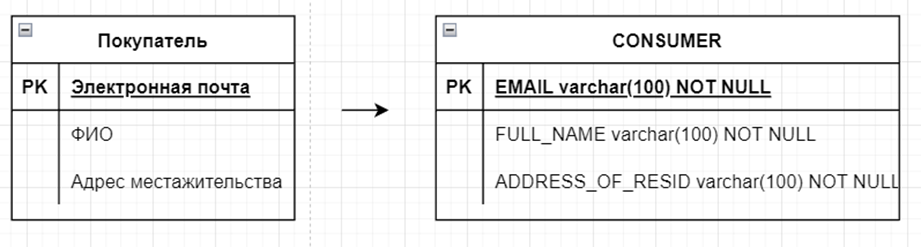 Покупатель
PK Электронная почта
ФИО
Адрес местажительства
CONSUMER
PK EMAIL varchar(100) NOT NULL
FULL_NAME varchar(100) NOT NULL
ADDRESS_OF_RESID varchar(100) NOT NULL